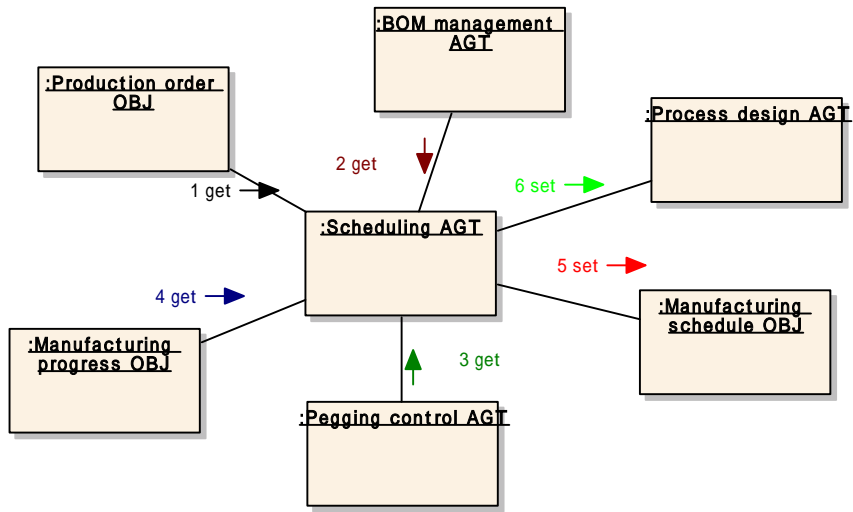 :BOM management
AGT
:Production order
OBJ
:Process design AGT
2 get
1 get
6 set
:Scheduling AGT
5 set
4 get
:Manufacturing
schedule OBJ
:Manufacturing
progress OBJ
3 get
:Pegging control AGT